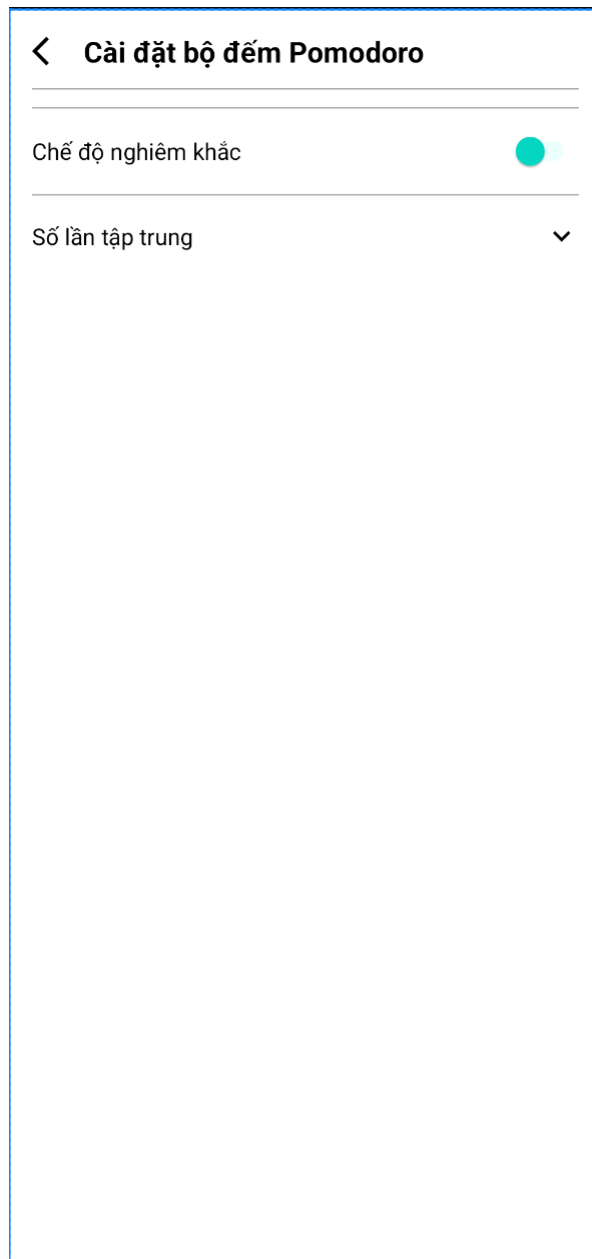 Cài đặt bộ đếm Pomodoro
Chế độ nghiêm khắc
Số lần tập trung